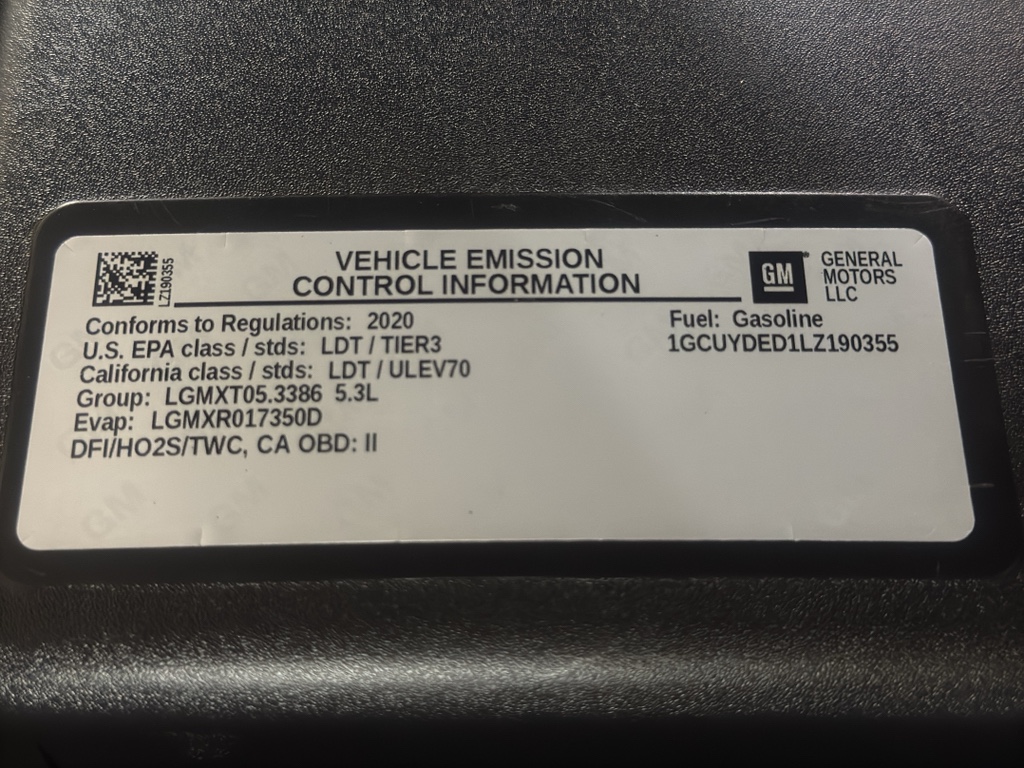 LZ190355
VEHICLE EMISSION
CONTROL INFORMATION
GM
GENERAL
MOTORS
LLC
Conforms to Regulations: 2020
U.S. EPA class / stds: LDT / TIER3
California class / stds: LDT / ULEV70
Group: LGMXT05.3386 5.3L
Evap: LGMXR017350D
DFI/HO2S/TWC, CA OBD: II
Fuel: Gasoline
1GCUYDED1LZ190355